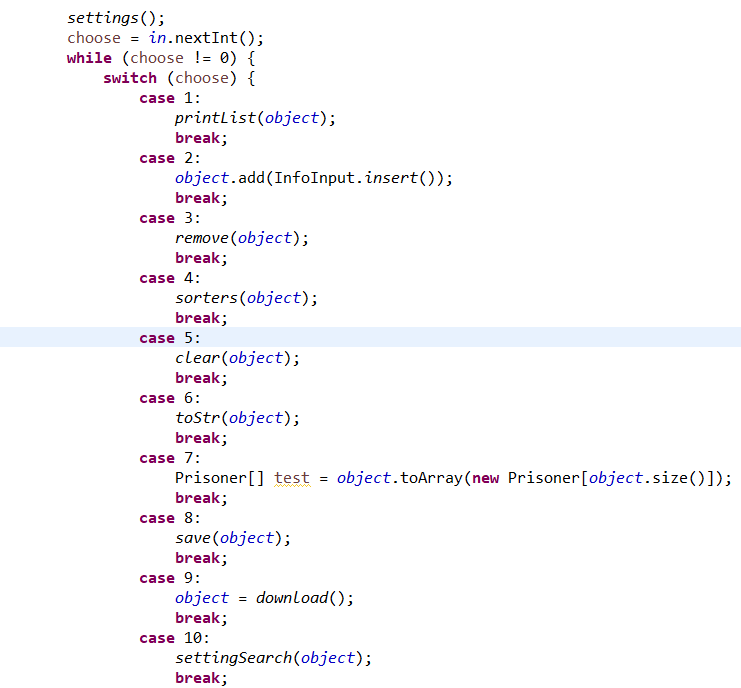 settings();
choose = in.nextInt();
while (choose != 0) {
switch (choose) {
case 1:
printList(object);
break;
case 2:
object.add(InfoInput.insert());
break;
case 3:
remove(object);
break;
case 4:
sorters(object);
break;
case 5:
clear(object);
break;
case 6:
toStr(object);
break;
case 7:
Prisoner[] test = object.toArray(new Prisoner[object.size()]);
break;
case 8:
save(object);
break;
case 9:
object = download();
break;
case 10:
settingSearch(object);
break;